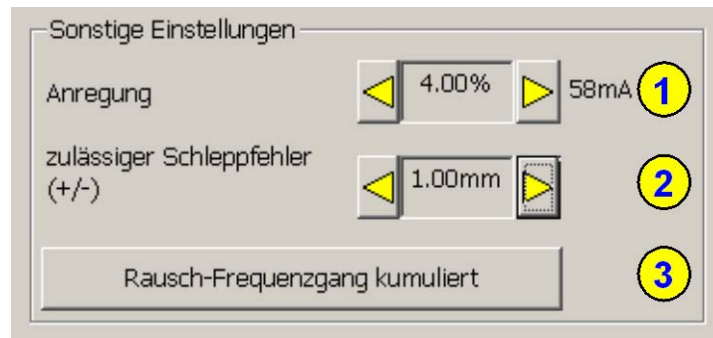 Sonstige Einstellungen
Anregung 4.00% 58mA 1
zulässiger Schleppfehler
(+/-) 1.00mm 2
Rausch-Frequenzgang kumuliert 3